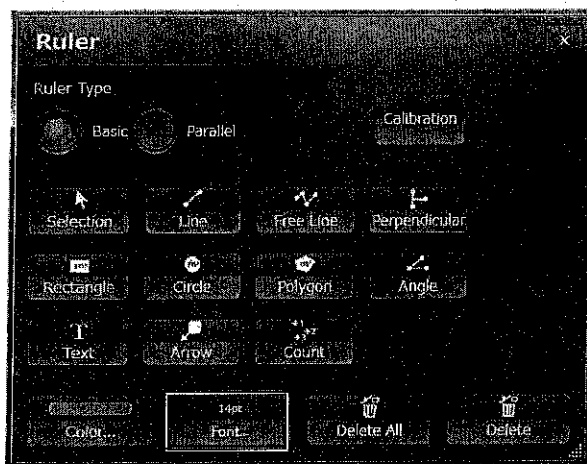 Ruler x
Ruler Type
Basic Parallel Calibration
Selection Line Free Line Perpendicular
Rectangle Circle Polygon Angle
T
Text Arrow Count
14pt
Color... Font... Delete All Delete